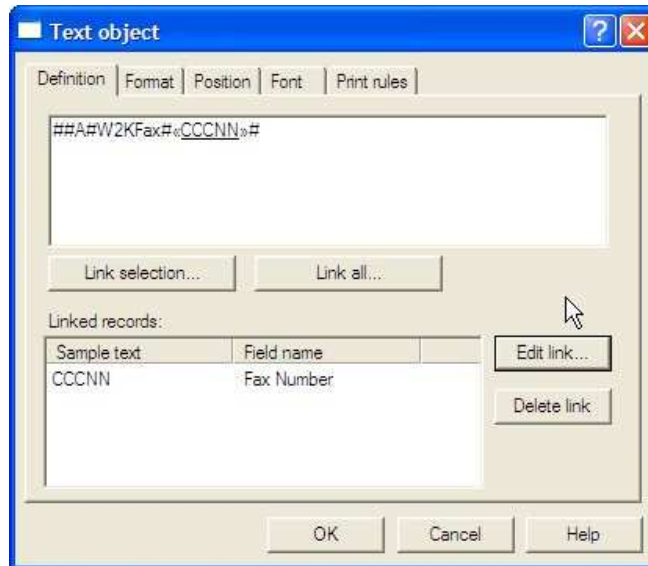 Text object
Definition Format Position Font Print rules
##A#W2KFax#«CCCNN»#
Link selection... Link all...
Linked records:
Sample text Field name
CCCNN Fax Number
Edit link...
Delete link
OK Cancel Help